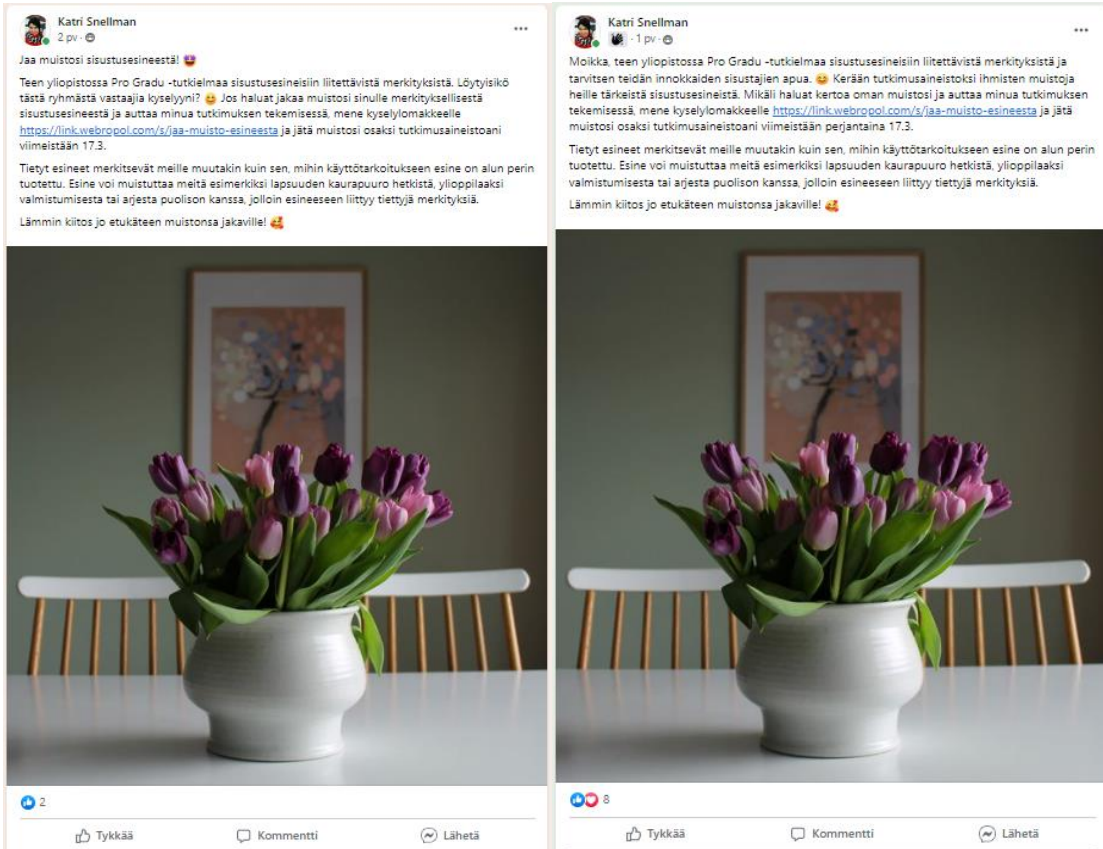 Katri Snellman
2 pv
Jaa muistosi sisustusesineestä! 🤩
Teen yliopistossa Pro Gradu -tutkielmaa sisustusesineisiin liitettävistä merkityksistä. Löytyisikö
tästä ryhmästä vastaajia kyselyyni? 😊 Jos haluat jakaa muistosi sinulle merkityksellisestä
sisustusesineestä ja auttaa minua tutkimuksen tekemisessä, mene kyselylomakkeelle
https://link.webropol.com/s/jaa-muisto-esineesta ja jätä muistosi osaksi tutkimusaineistoani
viimeistään 17.3.
Tietyt esineet merkitsevät meille muutakin kuin sen, mihin käyttötarkoitukseen esine on alun perin
tuotettu. Esine voi muistuttaa meitä esimerkiksi lapsuuden kaurapuuro hetkistä, ylioppilaaksi
valmistumisesta tai arjesta puolison kanssa, jolloin esineeseen liittyy tiettyjä merkityksiä.
Lämmin kiitos jo etukäteen muistonsa jakaville! 🥰
2
Tykkää
Kommentti
Lähetä
Katri Snellman
· 1 pv ·
Moikka, teen yliopistossa Pro Gradu -tutkielmaa sisustusesineisiin liitettävistä merkityksistä ja
tarvitsen teidän innokkaiden sisustajien apua. 😊 Kerään tutkimusaineistoksi ihmisten muistoja
heille tärkeistä sisustusesineistä. Mikäli haluat kertoa oman muistosi ja auttaa minua tutkimuksen
tekemisessä, mene kyselylomakkeelle https://link.webropol.com/s/jaa-muisto-esineesta ja jätä
muistosi osaksi tutkimusaineistoani viimeistään perjantaina 17.3.
Tietyt esineet merkitsevät meille muutakin kuin sen, mihin käyttötarkoitukseen esine on alun perin
tuotettu. Esine voi muistuttaa meitä esimerkiksi lapsuuden kaurapuuro hetkistä, ylioppilaaksi
valmistumisesta tai arjesta puolison kanssa, jolloin esineeseen liittyy tiettyjä merkityksiä.
Lämmin kiitos jo etukäteen muistonsa jakaville! 🥰
8
Tykkää
Kommentti
Lähetä